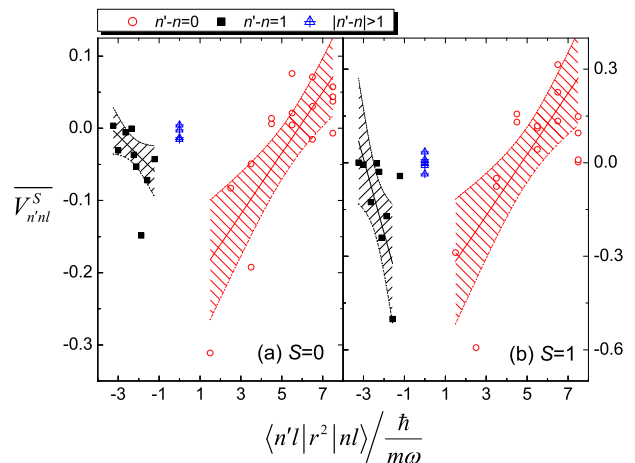 n'-n=0 n'-n=1 |n'-n|>1
0.1
0.0
-0.1
-0.2
-0.3
0.4
0.0
-0.3
-0.6
V^S_{n'nl}
(a) S=0
(b) S=1
-3 -1 1 3 5 7 -3 -1 1 3 5 7
⟨n'l|r²|nl⟩/ ħ/mω